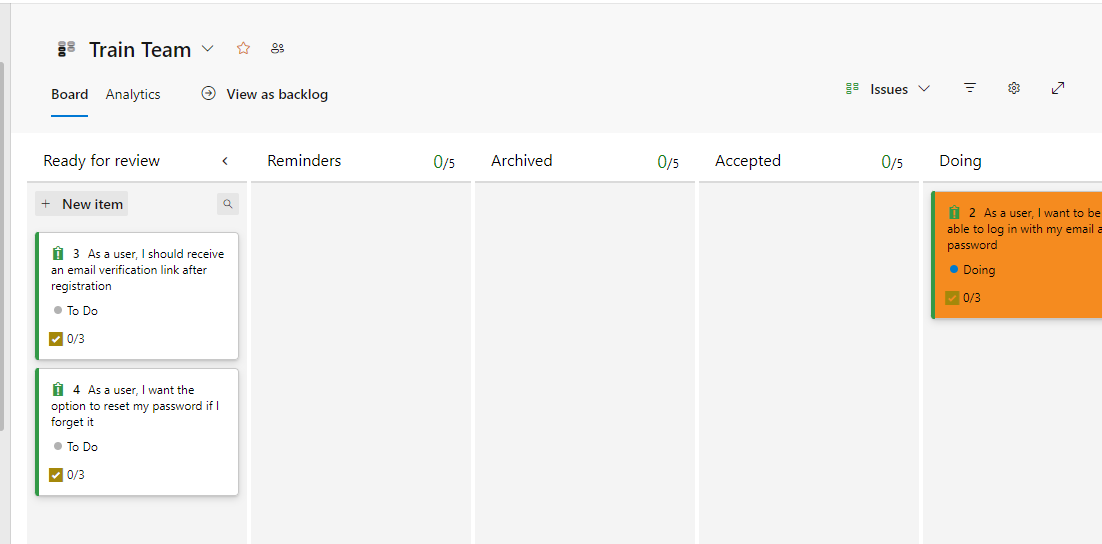 Train Team
Board Analytics View as backlog Issues
Ready for review
Reminders 0/5
Archived 0/5
Accepted 0/5
Doing
+ New item
3 As a user, I should receive
an email verification link after
registration
To Do
0/3
4 As a user, I want the
option to reset my password if I
forget it
To Do
0/3
2 As a user, I want to be
able to log in with my email a
password
Doing
0/3